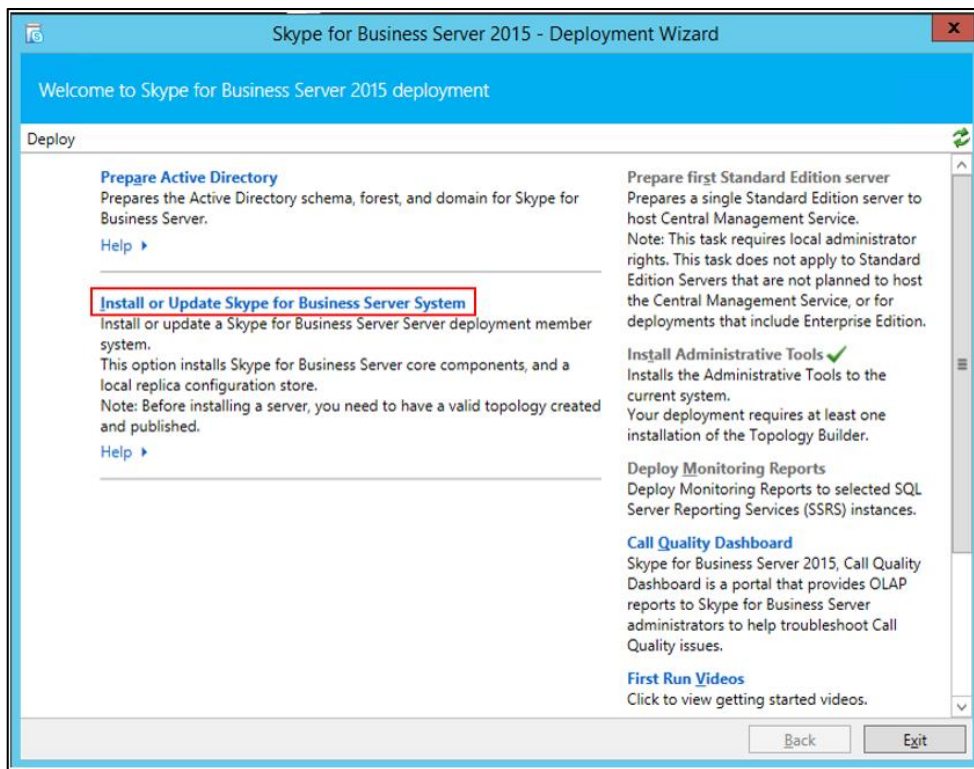 Skype for Business Server 2015 - Deployment Wizard
x
Welcome to Skype for Business Server 2015 deployment
Deploy
Prepare Active Directory
Prepares the Active Directory schema, forest, and domain for Skype for
Business Server.
Help
Install or Update Skype for Business Server System
Install or update a Skype for Business Server Server deployment member
system.
This option installs Skype for Business Server core components, and a
local replica configuration store.
Note: Before installing a server, you need to have a valid topology created
and published.
Help
Prepare first Standard Edition server
Prepares a single Standard Edition server to
host Central Management Service.
Note: This task requires local administrator
rights. This task does not apply to Standard
Edition Servers that are not planned to host
the Central Management Service, or for
deployments that include Enterprise Edition.
Install Administrative Tools
Installs the Administrative Tools to the
current system.
Your deployment requires at least one
installation of the Topology Builder.
Deploy Monitoring Reports
Deploy Monitoring Reports to selected SQL
Server Reporting Services (SSRS) instances.
Call Quality Dashboard
Skype for Business Server 2015, Call Quality
Dashboard is a portal that provides OLAP
reports to Skype for Business Server
administrators to help troubleshoot Call
Quality issues.
First Run Videos
Click to view getting started videos.
Back
Exit